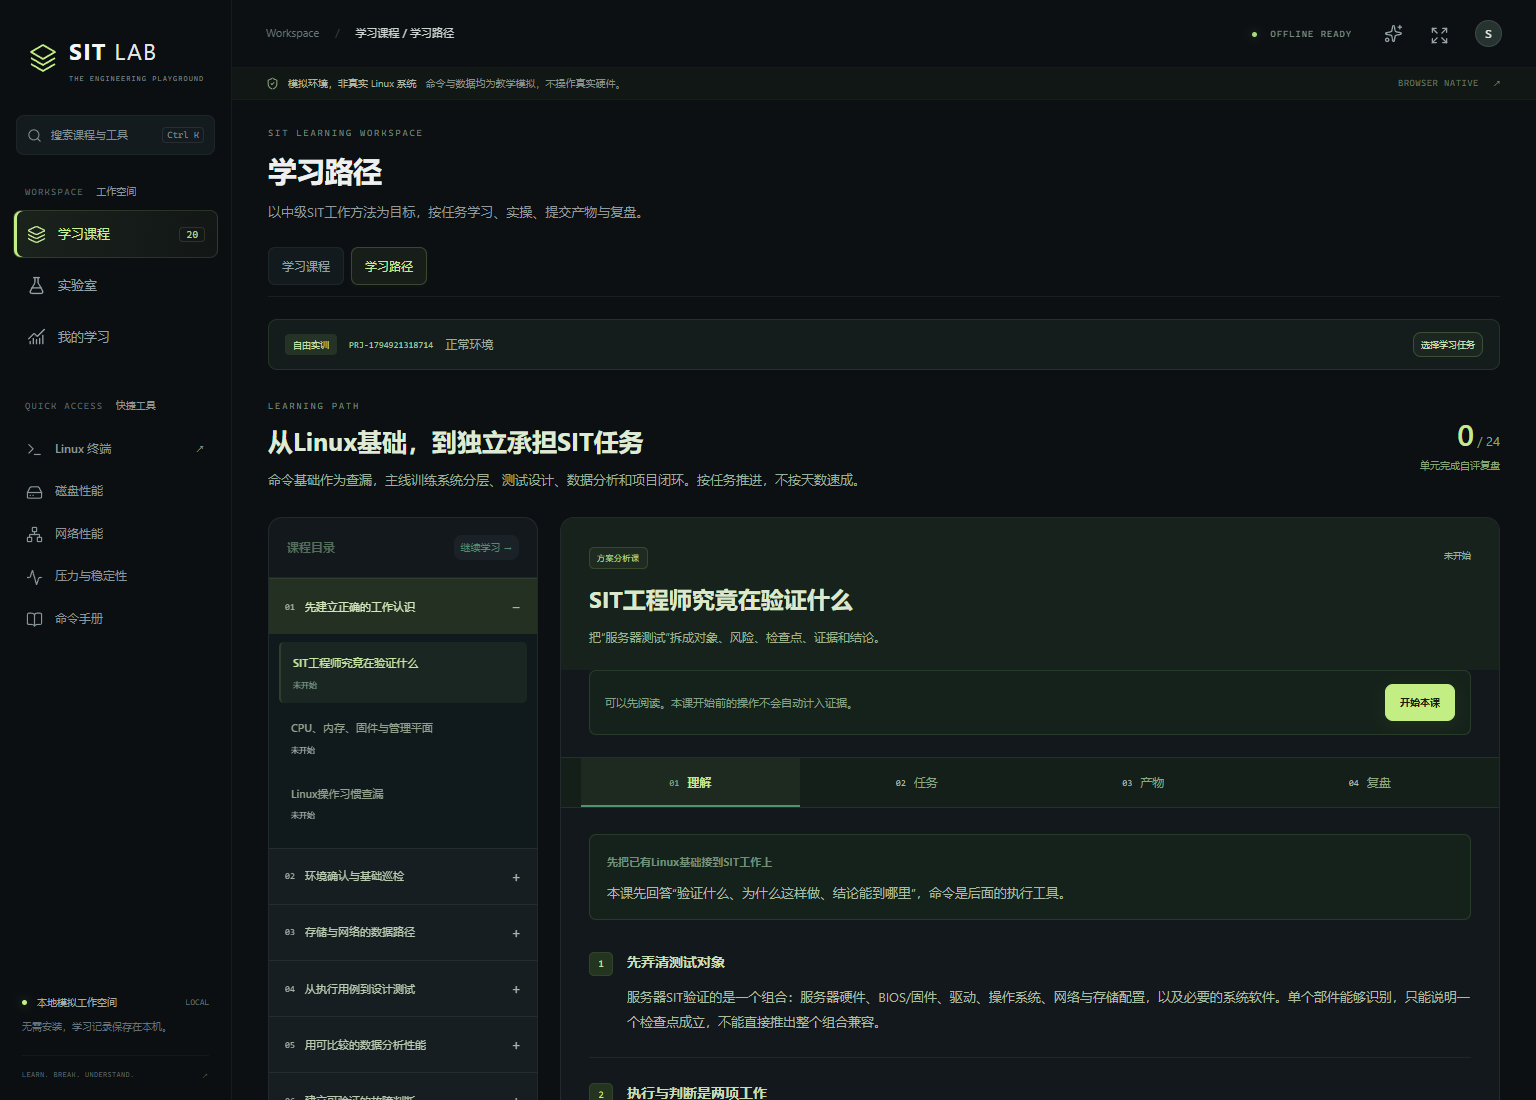 SIT LAB
THE ENGINEERING PLAYGROUND
搜索课程与工具
Ctrl K
WORKSPACE 工作空间
学习课程
20
实验室
我的学习
QUICK ACCESS 快捷工具
Linux 终端 ↗
磁盘性能
网络性能
压力与稳定性
命令手册
本地模拟工作空间
LOCAL
无需安装，学习记录保存在本机。
LEARN. BREAK. UNDERSTAND. ↗
Workspace / 学习课程 / 学习路径
OFFLINE READY
S
模拟环境，非真实 Linux 系统 命令与数据均为教学模拟，不操作真实硬件。
BROWSER NATIVE ↗
SIT LEARNING WORKSPACE
学习路径
以中级SIT工作方法为目标，按任务学习、实操、提交产物与复盘。
学习课程
学习路径
自由实训 PRJ-1794921318714 正常环境
选择学习任务
LEARNING PATH
从Linux基础，到独立承担SIT任务
命令基础作为查漏，主线训练系统分层、测试设计、数据分析和项目闭环。按任务推进，不按天数速成。
0 / 24
单元完成自评复盘
课程目录
继续学习 →
01 先建立正确的工作认识 −
SIT工程师究竟在验证什么
未开始
CPU、内存、固件与管理平面
未开始
Linux操作习惯查漏
未开始
02 环境确认与基础巡检 +
03 存储与网络的数据路径 +
04 从执行用例到设计测试 +
05 用可比较的数据分析性能 +
方案分析课
未开始
SIT工程师究竟在验证什么
把“服务器测试”拆成对象、风险、检查点、证据和结论。
可以先阅读。本课开始前的操作不会自动计入证据。
开始本课
01 理解
02 任务
03 产物
04 复盘
先把已有Linux基础接到SIT工作上
本课先回答“验证什么、为什么这样做、结论能到哪里”，命令是后面的执行工具。
1 先弄清测试对象
服务器SIT验证的是一个组合：服务器硬件、BIOS/固件、驱动、操作系统、网络与存储配置，以及必要的系统软件。单个部件能够识别，只能说明一
个检查点成立，不能直接推出整个组合兼容。
2 执行与判断是两项工作